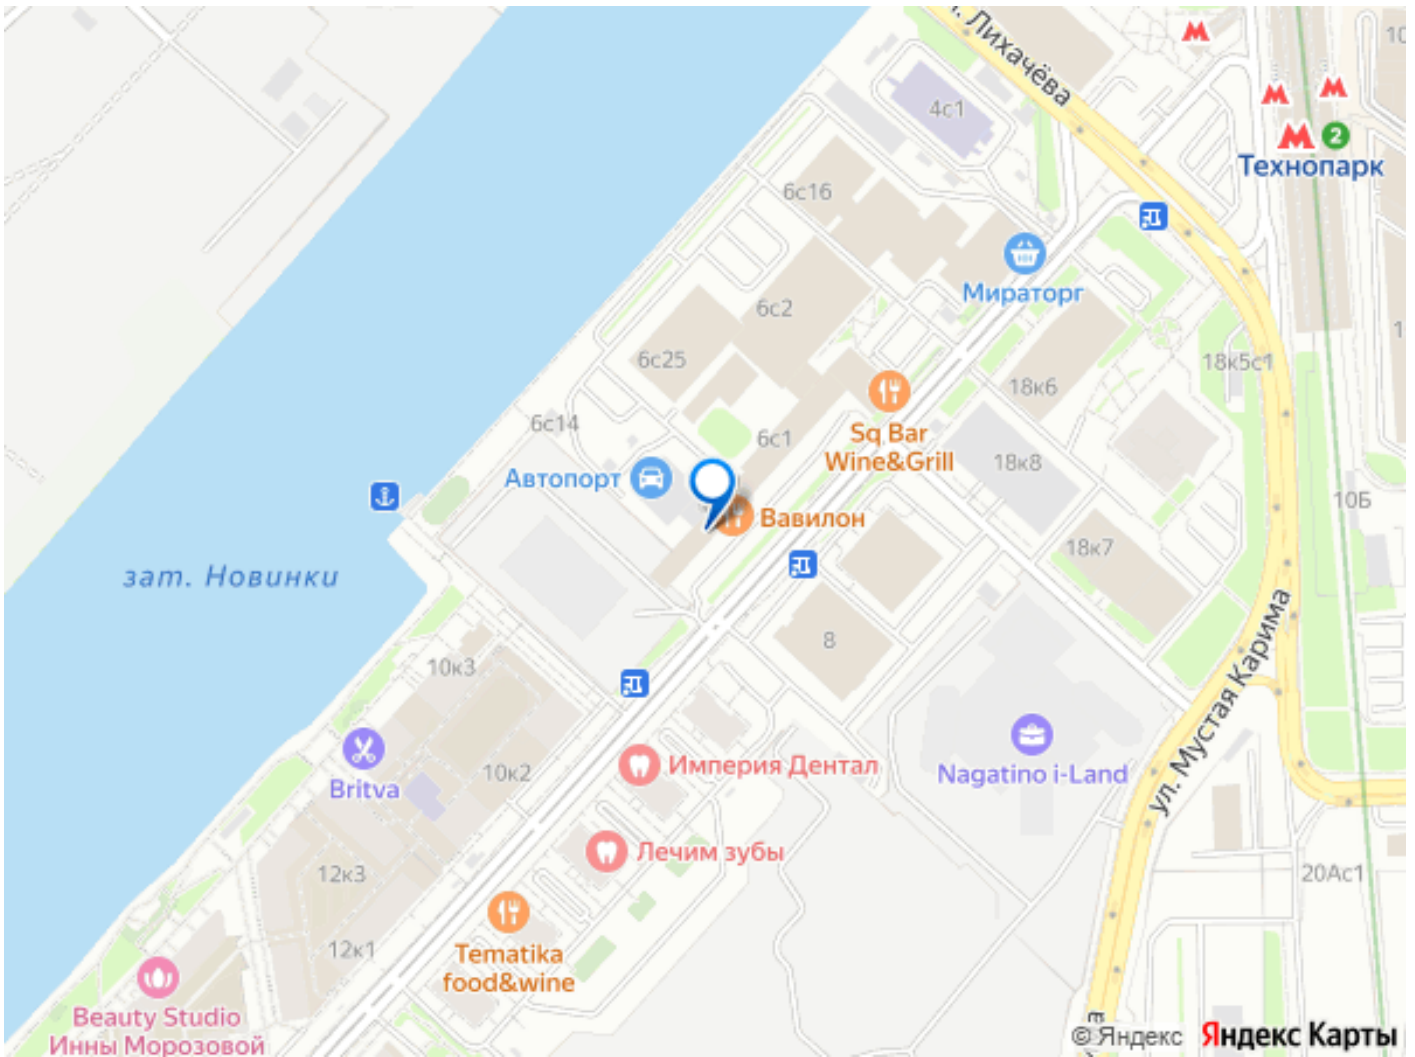 Лихачёва
4с1
2
Технопарк
6с16
Мираторг
6с2
6с25
18к5с1
18к6
6с14
6с1
Sq Bar
Wine&Grill
18к8
Автопорт
10Б
Вавилон
18к7
зат. Новинки
8
ул. Мустая Карима
10к3
Империя Дентал
10к2
Nagatino i-Land
Britva
Лечим зубы
12к3
20Ас1
12к1
Tematika
food&wine
Beauty Studio
Инны Морозовой
© Яндекс Яндекс Карты